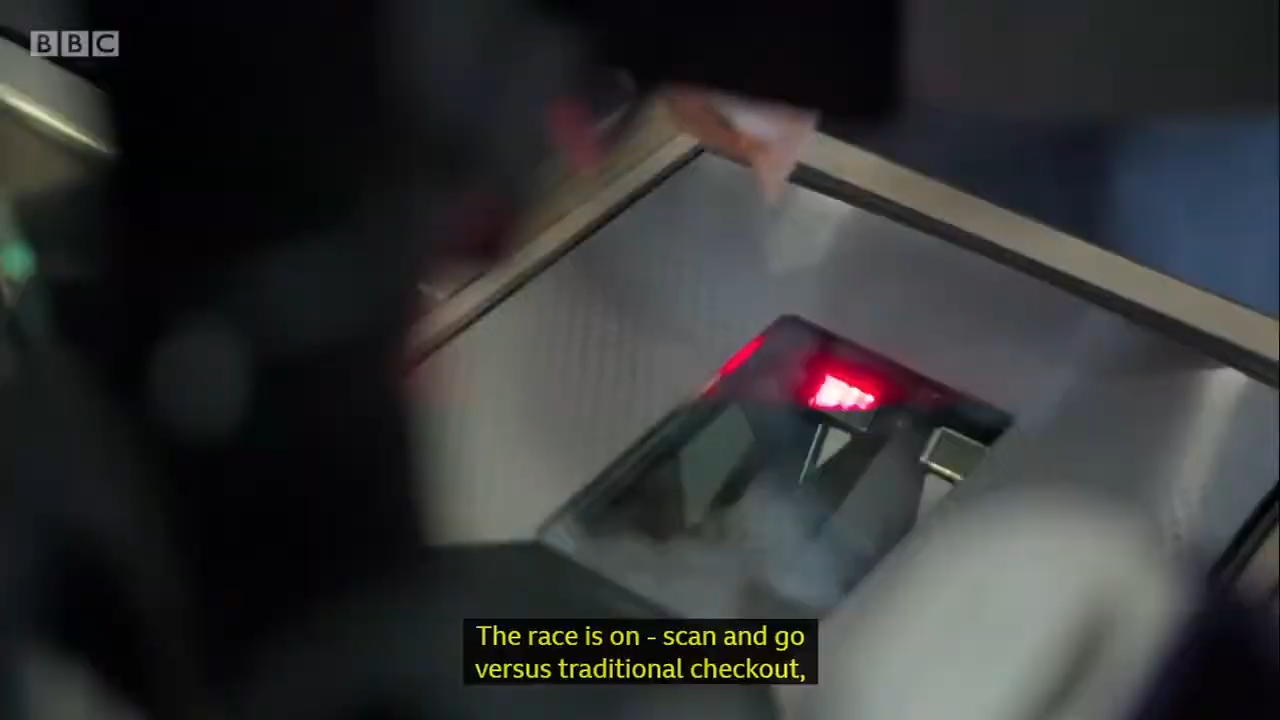 BBC
The race is on - scan and go
versus traditional checkout,